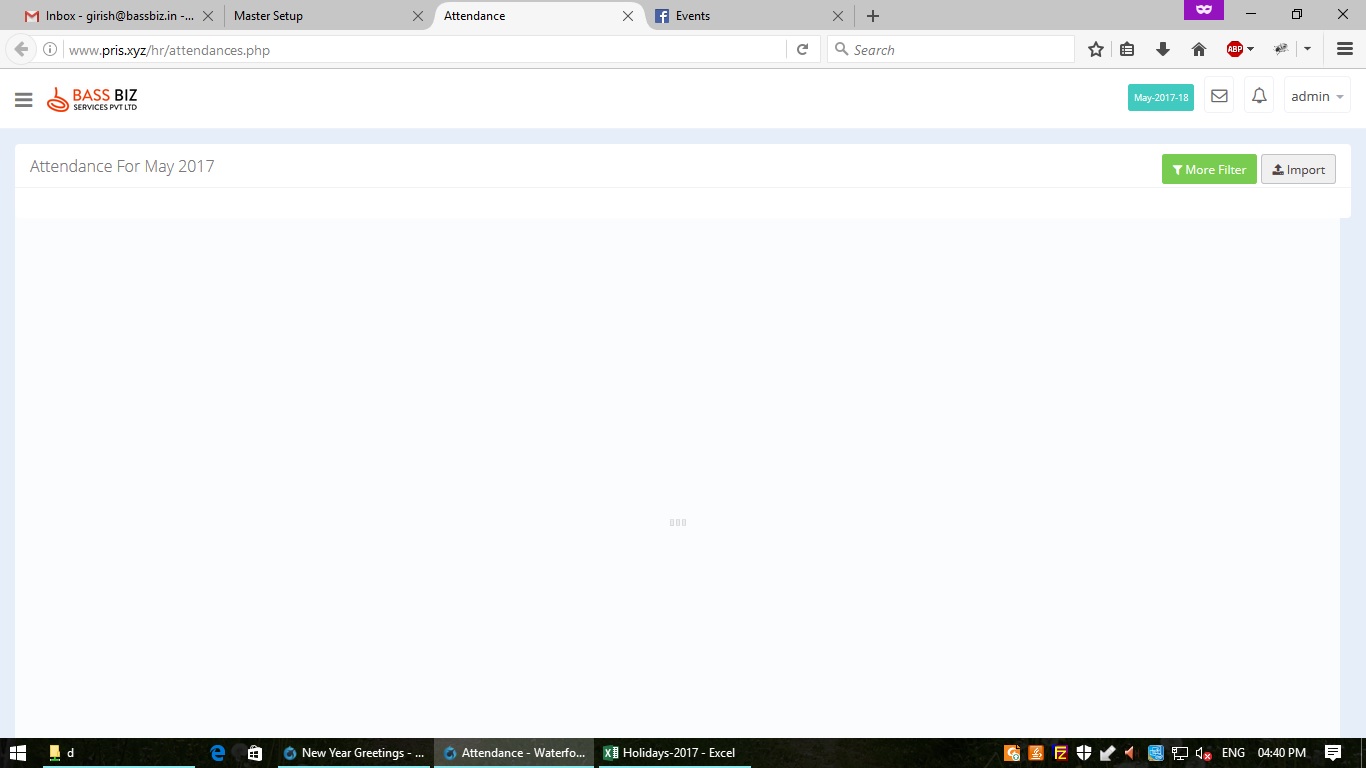 Inbox - girish@bassbiz.in -...
Master Setup
Attendance
Events
www.pris.xyz/hr/attendances.php
Search
ABP
BASS BIZ
SERVICES PVT LTD
May-2017-18
admin
Attendance For May 2017
More Filter
Import
d
New Year Greetings - ...
Attendance - Waterfo...
Holidays-2017 - Excel
ENG
04:40 PM